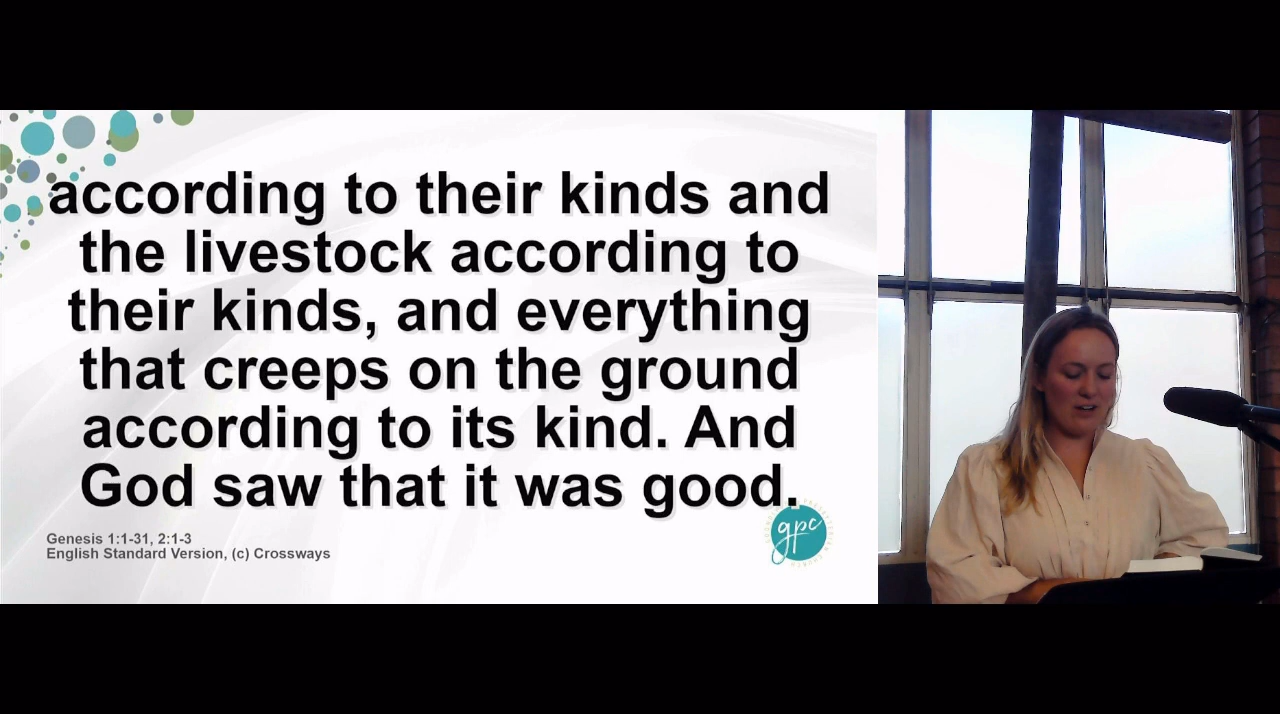 according to their kinds and
the livestock according to
their kinds, and everything
that creeps on the ground
according to its kind. And
God saw that it was good.
Genesis 1:1-31, 2:1-3
English Standard Version, (c) Crossways
gpc